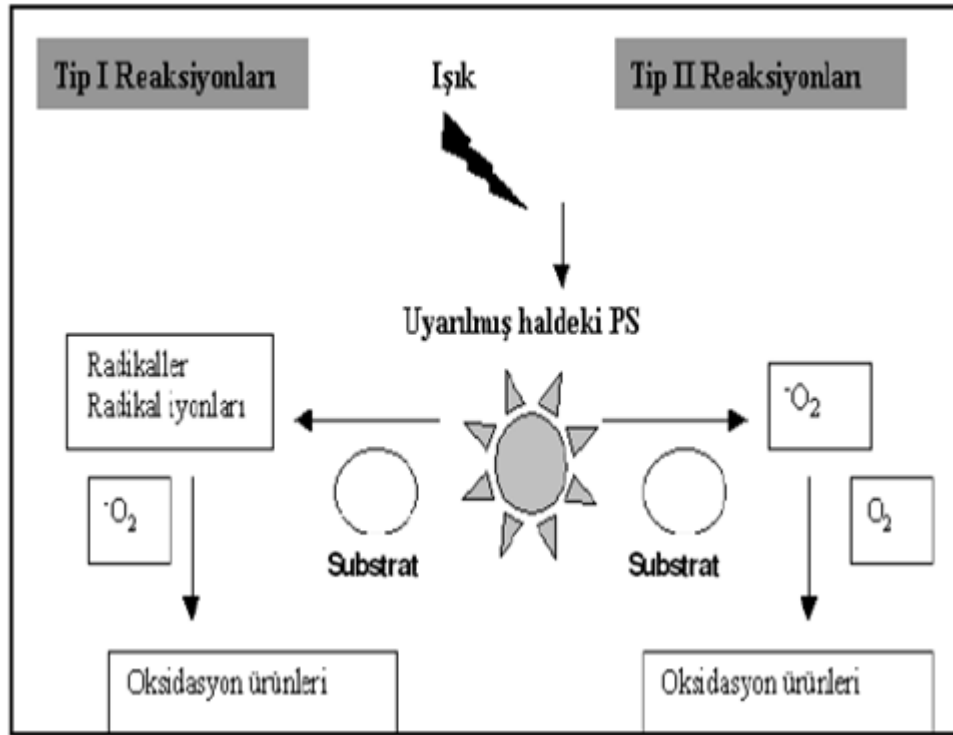 Tip I Reaksiyonları
Işık
Tip II Reaksiyonları
Uyarılmış haldeki PS
Radikaller
Radikal iyonları
⁻O₂
⁻O₂
O₂
Substrat
Substrat
Oksidasyon ürünleri
Oksidasyon ürünleri